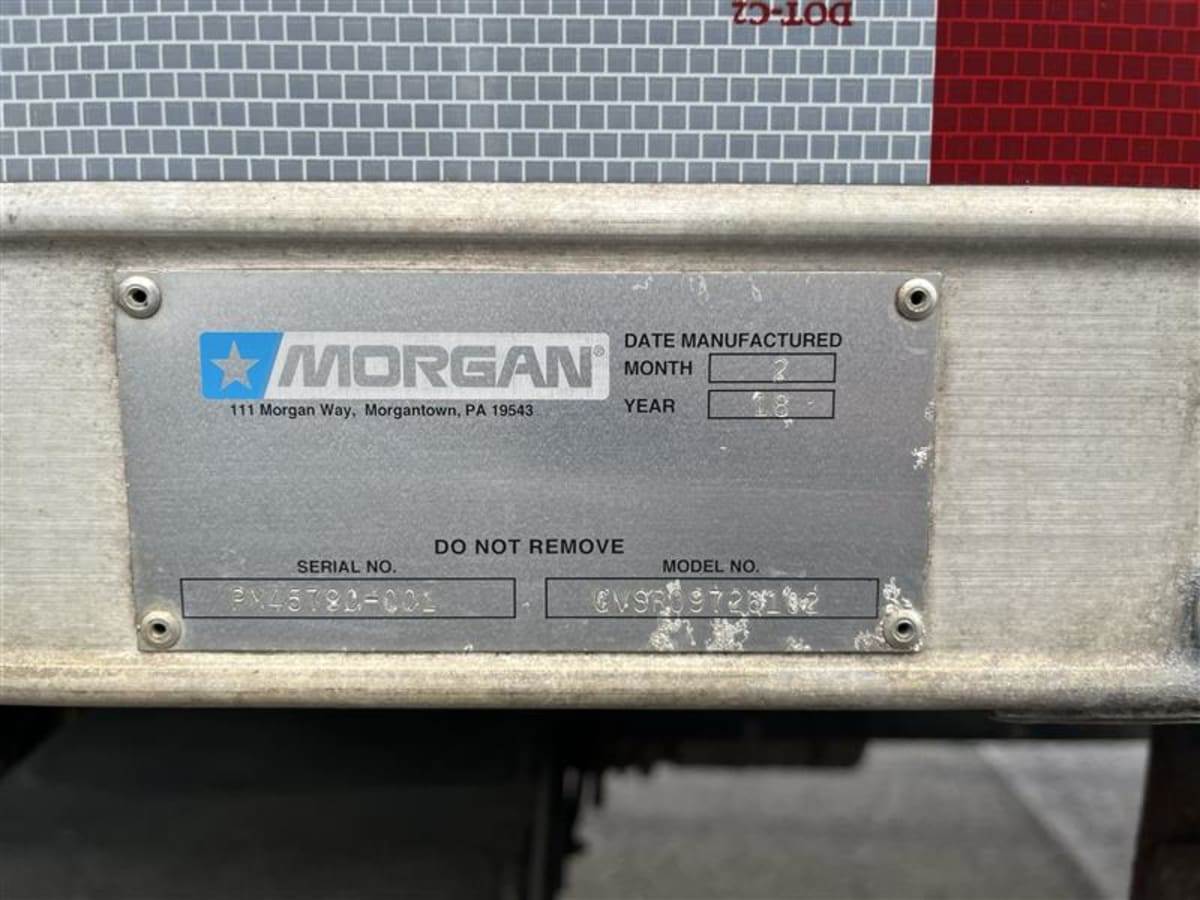 DOT-C2
MORGAN®
111 Morgan Way, Morgantown, PA 19543
DATE MANUFACTURED
MONTH 2
YEAR 18
DO NOT REMOVE
SERIAL NO.
MODEL NO.